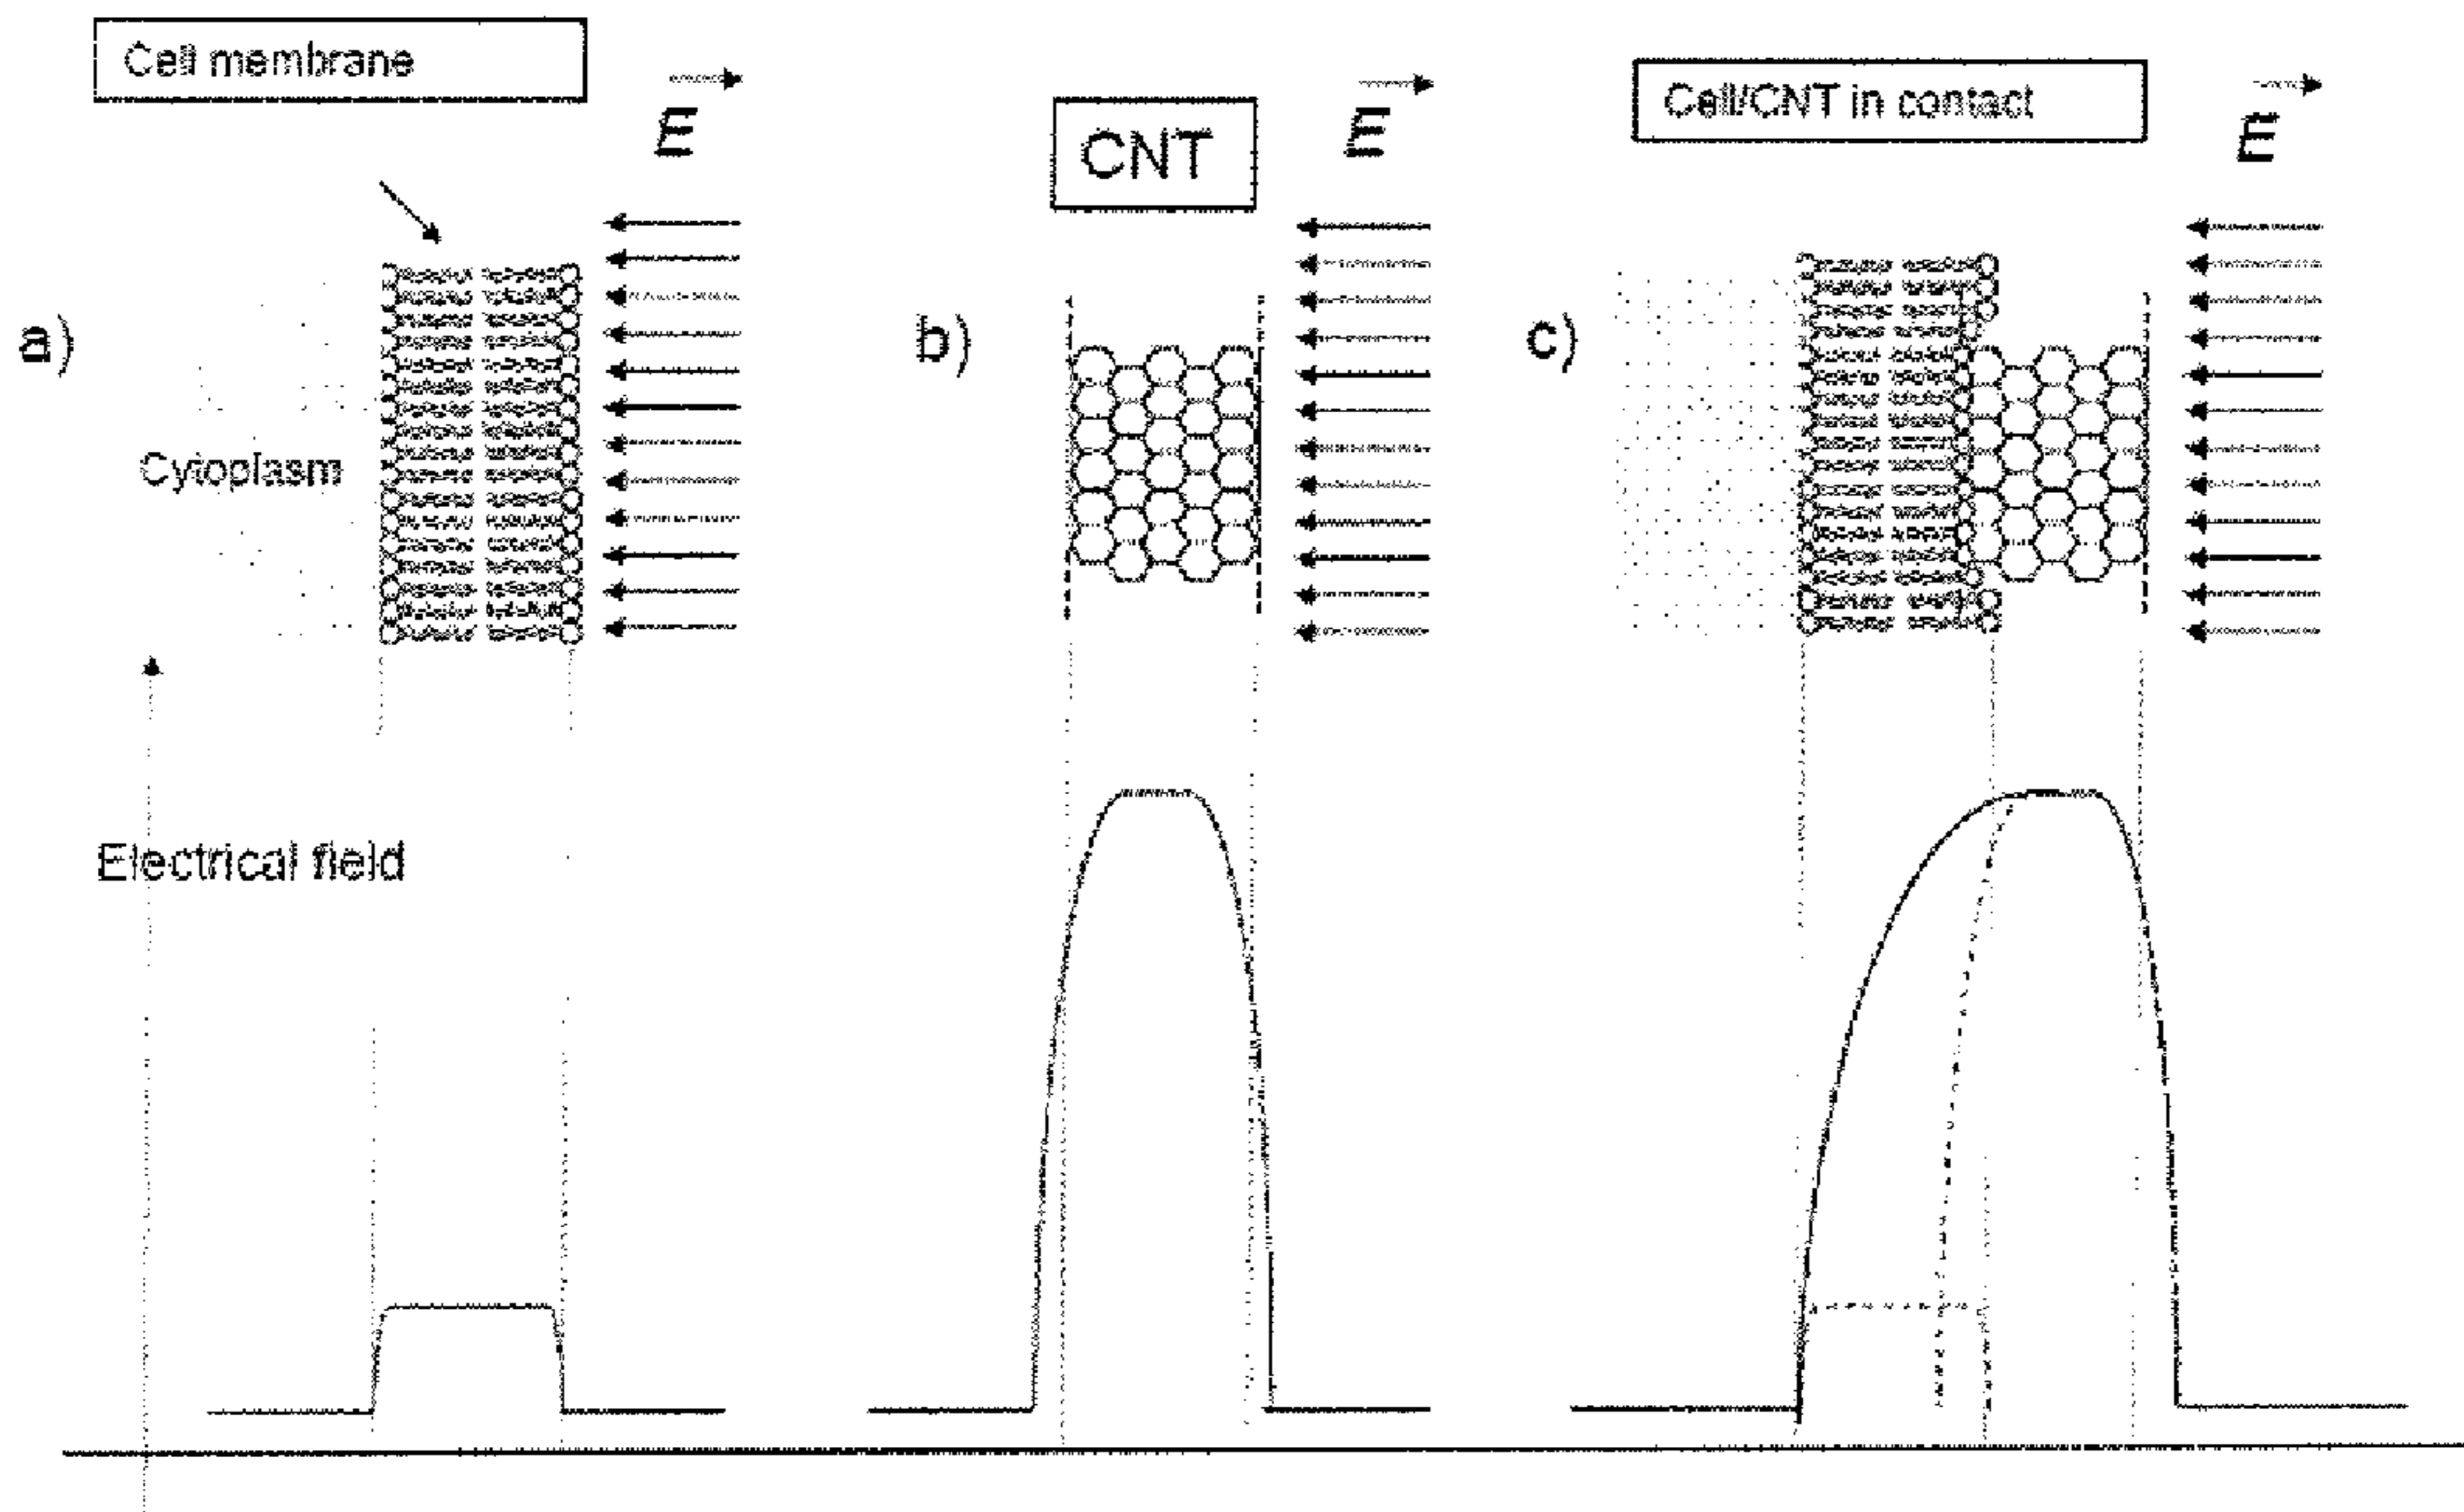 Cell membrane
E
CNT
E
Cell/CNT in contact
E
a)
b)
c)
Cytoplasm
Electrical field